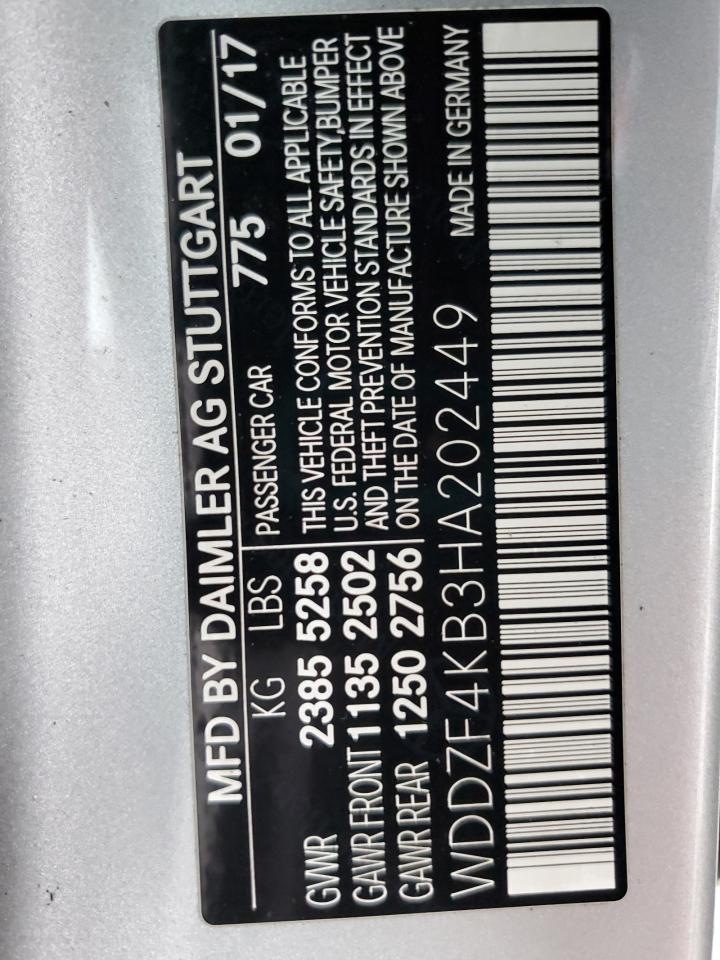 MFD BY DAIMLER AG STUTTGART
KG LBS PASSENGER CAR 775 01/17
GVWR 2385 5258 THIS VEHICLE CONFORMS TO ALL APPLICABLE
U.S. FEDERAL MOTOR VEHICLE SAFETY,BUMPER
GAWR FRONT 1135 2502 AND THEFT PREVENTION STANDARDS IN EFFECT
GAWR REAR 1250 2756 ON THE DATE OF MANUFACTURE SHOWN ABOVE
WDDZF4KB3HA202449 MADE IN GERMANY